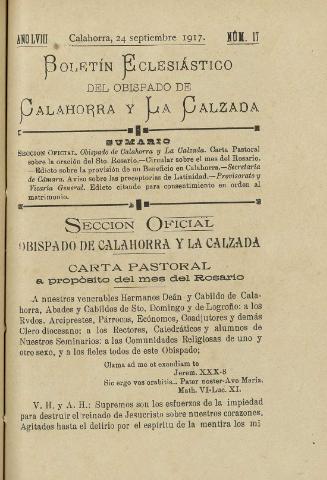 AÑO LVIII Calahorra, 24 septiembre 1917. NÚM. 17
BOLETÍN ECLESIÁSTICO
DEL OBISPADO DE
CALAHORRA Y LA CALZADA
SUMARIO
SECCION OFICIAL. Obispado de Calahorra y La Calzada. Carta Pastoral
sobre la oración del Sto. Rosario.—Circular sobre el mes del Rosario.
—Edicto sobre la provisión de un Beneficio en Calahorra.—Secretaría
de Cámara. Aviso sobre las preceptorías de Latinidad.—Provisorato y
Vicaría General. Edicto citando para consentimiento en orden al
matrimonio.
SECCION OFICIAL
OBISPADO DE CALAHORRA Y LA CALZADA
CARTA PASTORAL
a propósito del mes del Rosario
A nuestros venerables Hermanos Deán y Cabildo de Cala-
horra, Abades y Cabildos de Sto. Domingo y de Logroño: a los
Rvdos. Arciprestes, Párrocos, Ecónomos, Coadjutores y demás
Clero diocesano: a los Rectores, Catedráticos y alumnos de
Nuestros Seminarios: a las Comunidades Religiosas de uno y
otro sexo, y a los fieles todos de este Obispado;
Clama ad me et exaudiam te
Jerem. XXX-8
Sic ergo vos orabitis... Pater noster-Ave Maria.
Math. VI-Luc. XI.
V. H. y A. H.: Supremos son los esfuerzos de la impiedad
para destruir el reinado de Jesucristo sobre nuestros corazones,
Agitados hasta el delirio por el espíritu de la mentira los mi